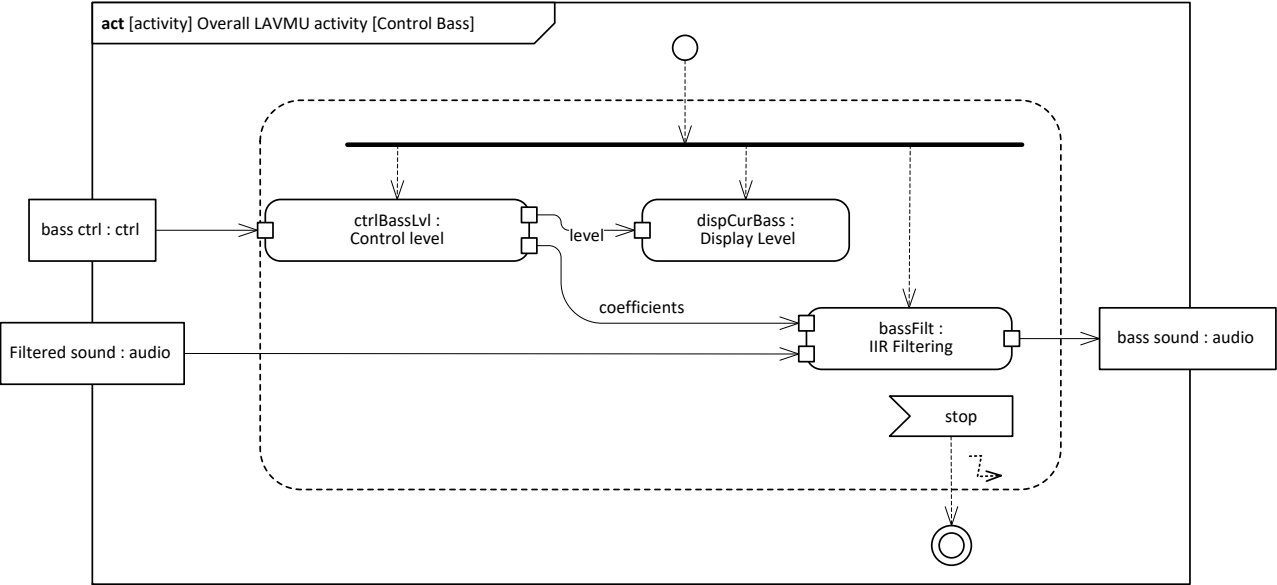 act [activity] Overall LAVMU activity [Control Bass]
bass ctrl : ctrl
ctrlBassLvl :
Control level
level
dispCurBass :
Display Level
coefficients
Filtered sound : audio
bassFilt :
IIR Filtering
bass sound : audio
stop